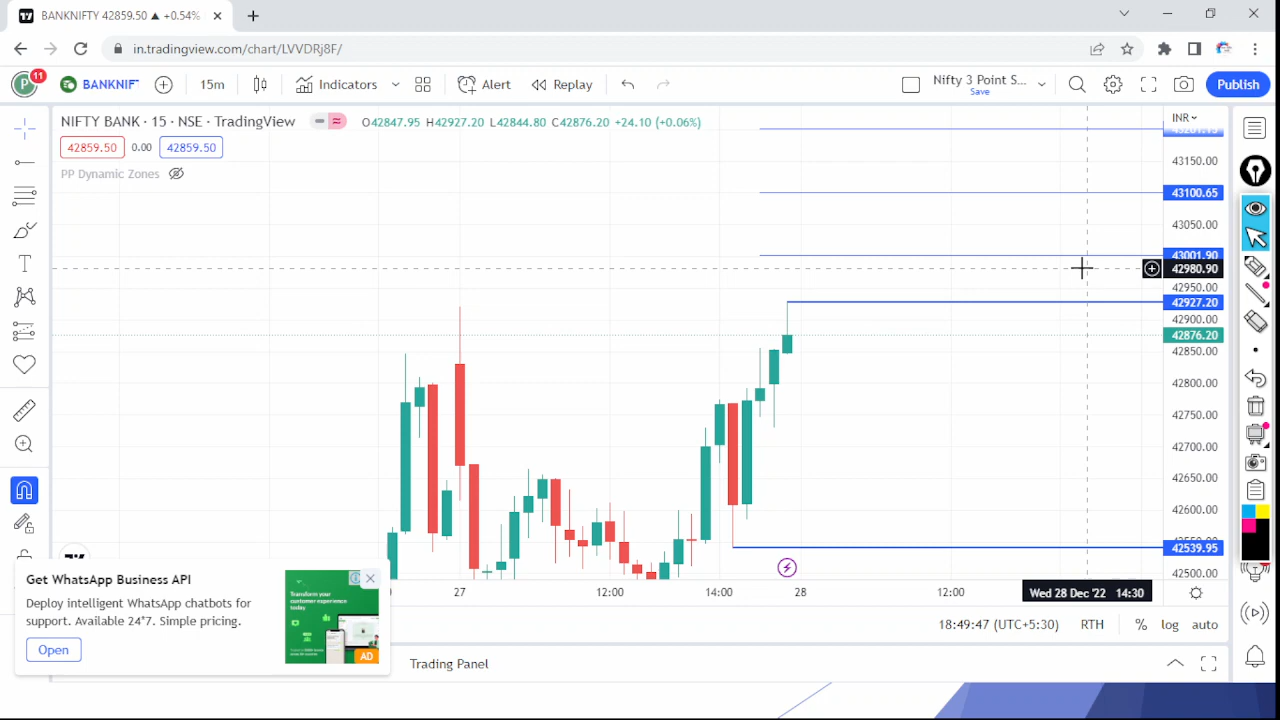 BANKNIFTY 42859.50 ▲ +0.54%
in.tradingview.com/chart/LVVDRj8F/
P
11
BANKNIF
15m
Indicators
Alert
Replay
Nifty 3 Point S...
Save
Publish
NIFTY BANK · 15 · NSE · TradingView
O42847.95 H42927.20 L42844.80 C42876.20 +24.10 (+0.06%)
INR
42859.50
0.00
42859.50
PP Dynamic Zones
43150.00
43100.65
43050.00
43001.90
42980.90
42950.00
42927.20
42900.00
42876.20
42850.00
42800.00
42750.00
42700.00
42650.00
42600.00
42539.95
42500.00
27
12:00
14:00
28
12:00
Wed 28 Dec '22 14:30
Get WhatsApp Business API
Deploy intelligent WhatsApp chatbots for
support. Available 24*7. Simple pricing.
Open
Transform your
customer experience
today
AD
18:49:47 (UTC+5:30)
RTH
%
log
auto
Trading Panel